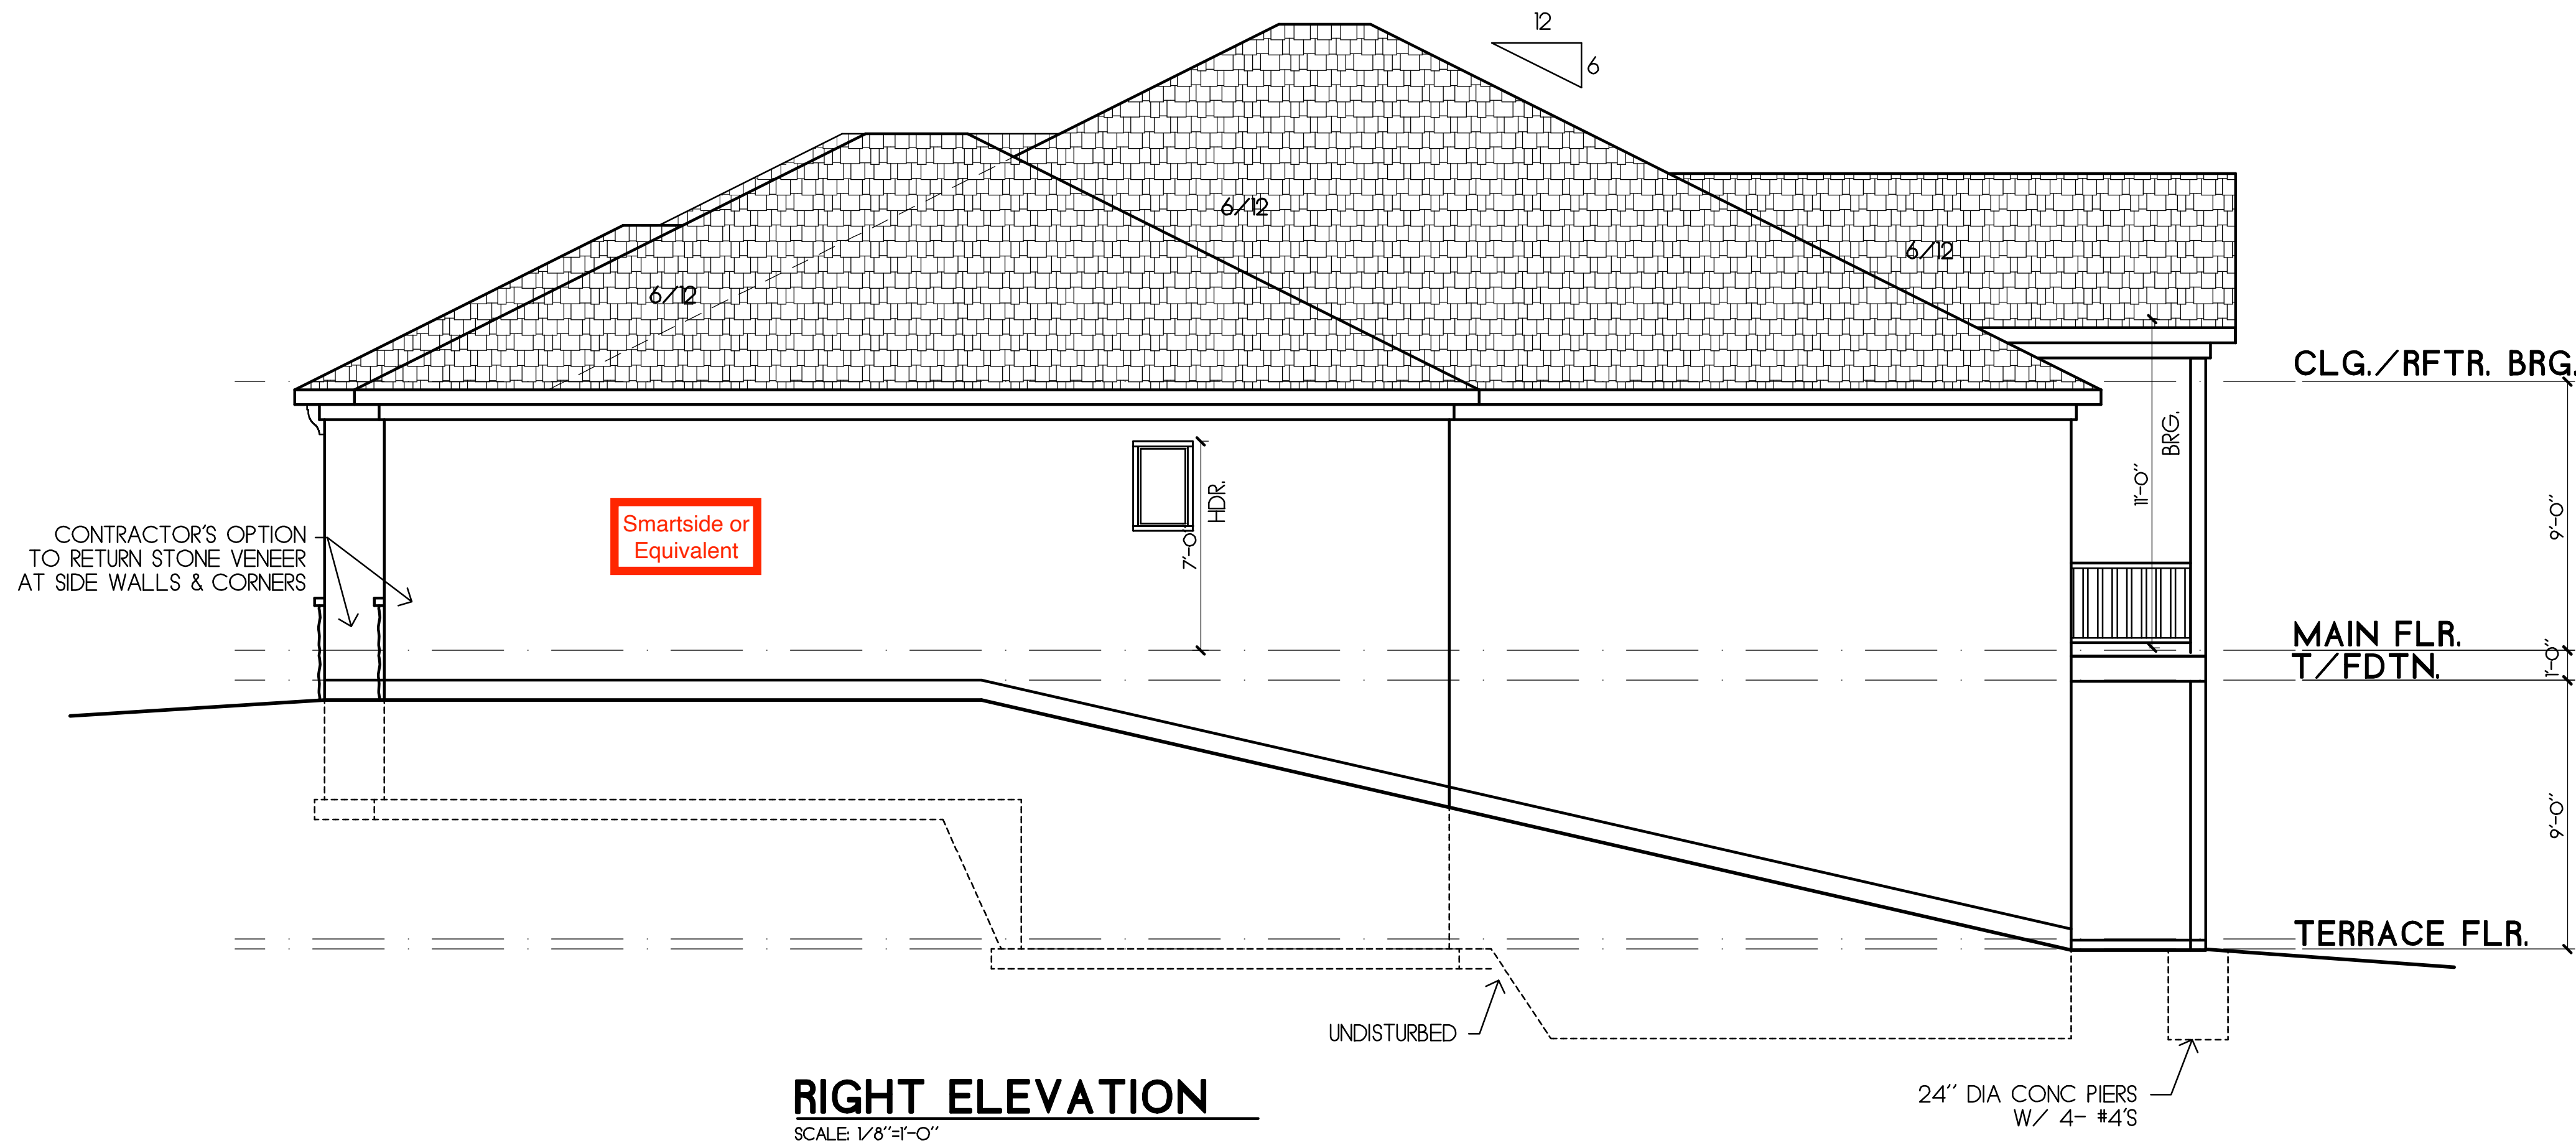 12
6
6/12
6/12
6/12
CLG./RFTR. BRG.
BRG.
11'-0"
9'-0"
HDR.
7'-0"
Smartside or
Equivalent
CONTRACTOR'S OPTION
TO RETURN STONE VENEER
AT SIDE WALLS & CORNERS
MAIN FLR.
T/FDTN.
1'-0"
9'-0"
TERRACE FLR.
UNDISTURBED
24" DIA CONC PIERS
W/ 4- #4'S
RIGHT ELEVATION
SCALE: 1/8"=1'-0"